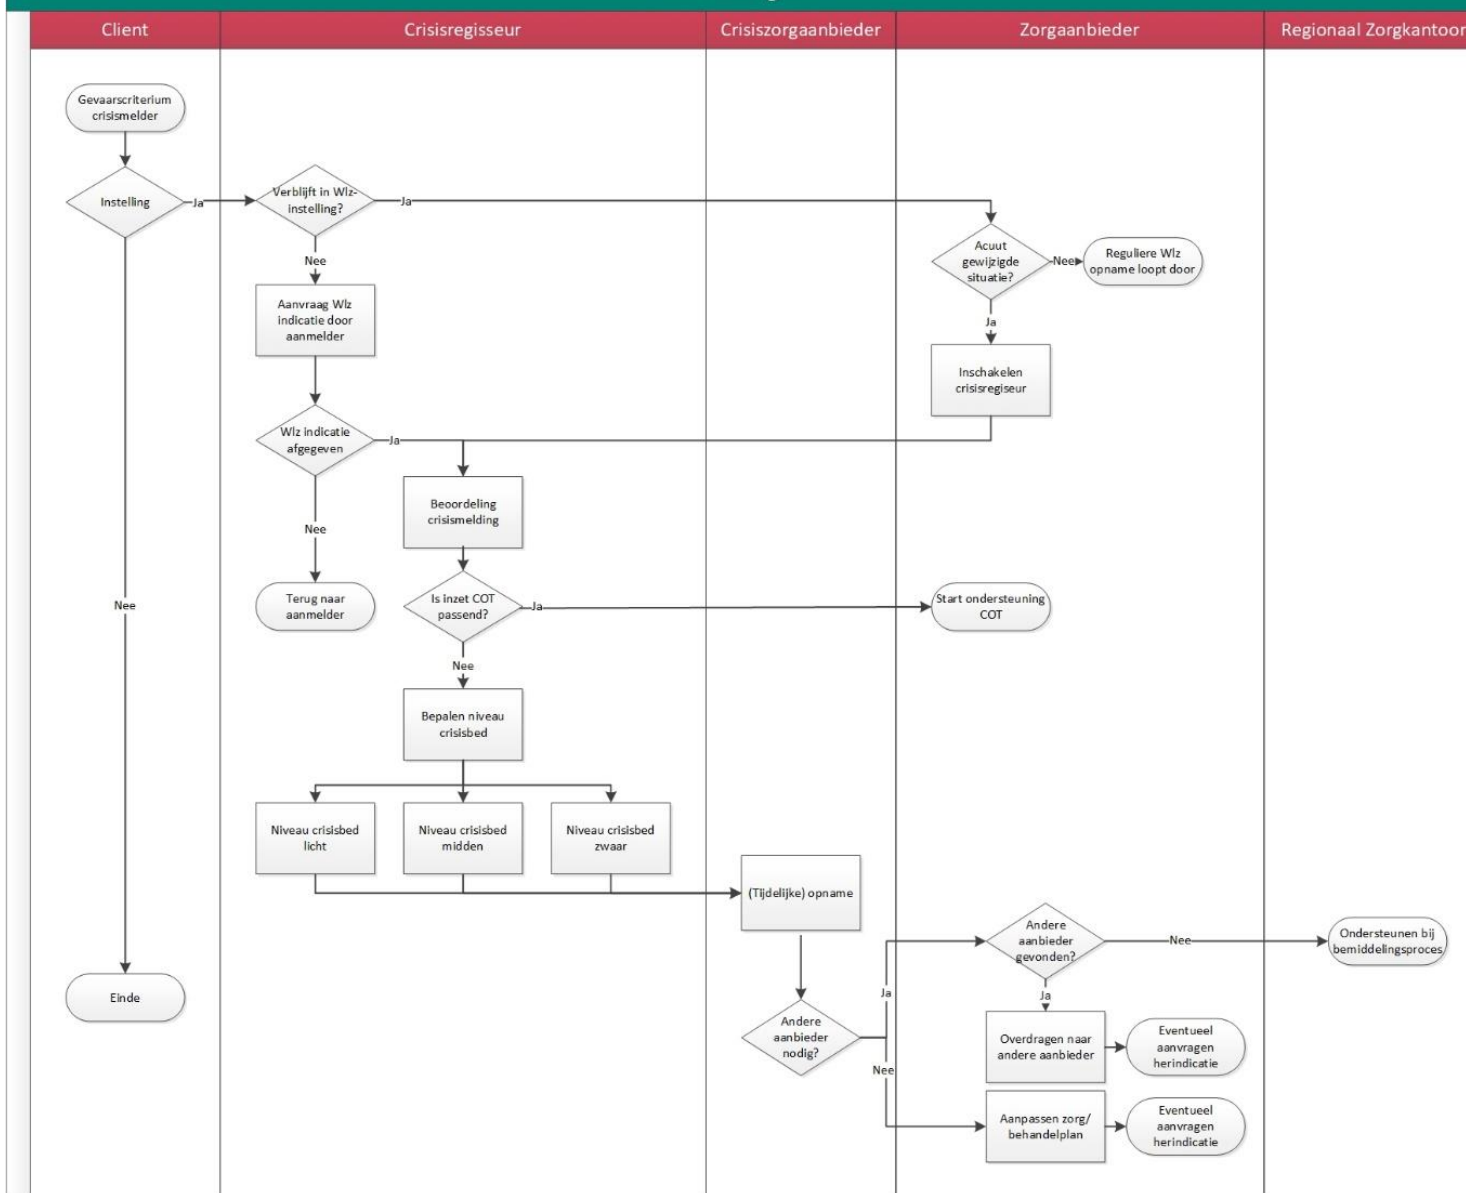 Client
Crisisregisseur
Crisiszorgaanbieder
Zorgaanbieder
Regionaal Zorgkantoor
Gevaarscriterium
crisismelder
Instelling
Ja
Verblijft in Wlz-
instelling?
Ja
Nee
Acuut
gewijzigde
situatie?
Nee
Reguliere Wlz
opname loopt door
Aanvraag Wlz
indicatie door
aanmelder
Ja
Inschakelen
crisisregiseur
Wlz indicatie
afgegeven
Ja
Nee
Beoordeling
crisismelding
Nee
Terug naar
aanmelder
Is inzet COT
passend?
Ja
Start ondersteuning
COT
Nee
Bepalen niveau
crisisbed
Niveau crisisbed
licht
Niveau crisisbed
midden
Niveau crisisbed
zwaar
(Tijdelijke) opname
Andere
aanbieder
gevonden?
Nee
Ondersteunen bij
bemiddelingsproces
Einde
Ja
Ja
Andere
aanbieder
nodig?
Nee
Overdragen naar
andere aanbieder
Eventueel
aanvragen
herindicatie
Aanpassen zorg/
behandelplan
Eventueel
aanvragen
herindicatie